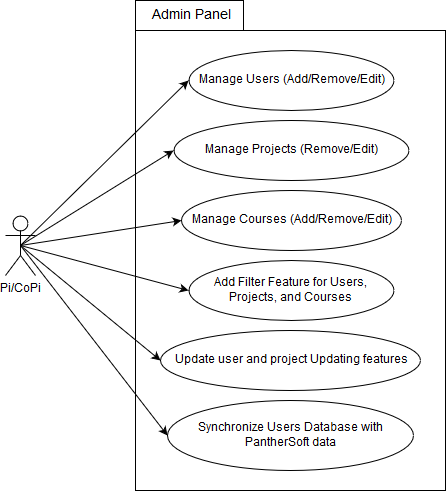 Admin Panel
Manage Users (Add/Remove/Edit)
Manage Projects (Remove/Edit)
Manage Courses (Add/Remove/Edit)
Pi/CoPi
Add Filter Feature for Users,
Projects, and Courses
Update user and project Updating features
Synchronize Users Database with
PantherSoft data